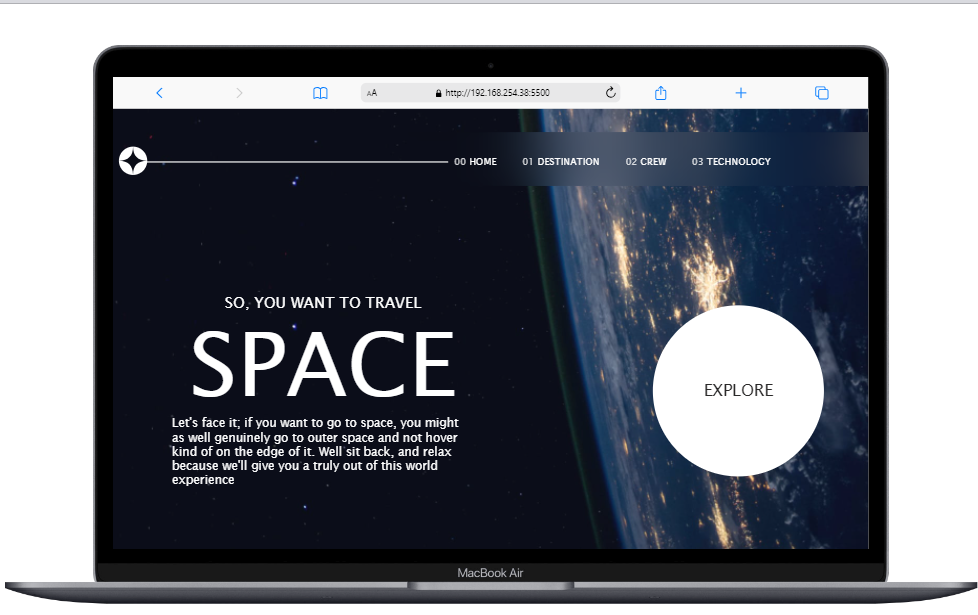 AA http://192.168.254.38:5500
00 HOME 01 DESTINATION 02 CREW 03 TECHNOLOGY
SO, YOU WANT TO TRAVEL
SPACE
Let's face it; if you want to go to space, you might
as well genuinely go to outer space and not hover
kind of on the edge of it. Well sit back, and relax
because we'll give you a truly out of this world
experience
EXPLORE
MacBook Air